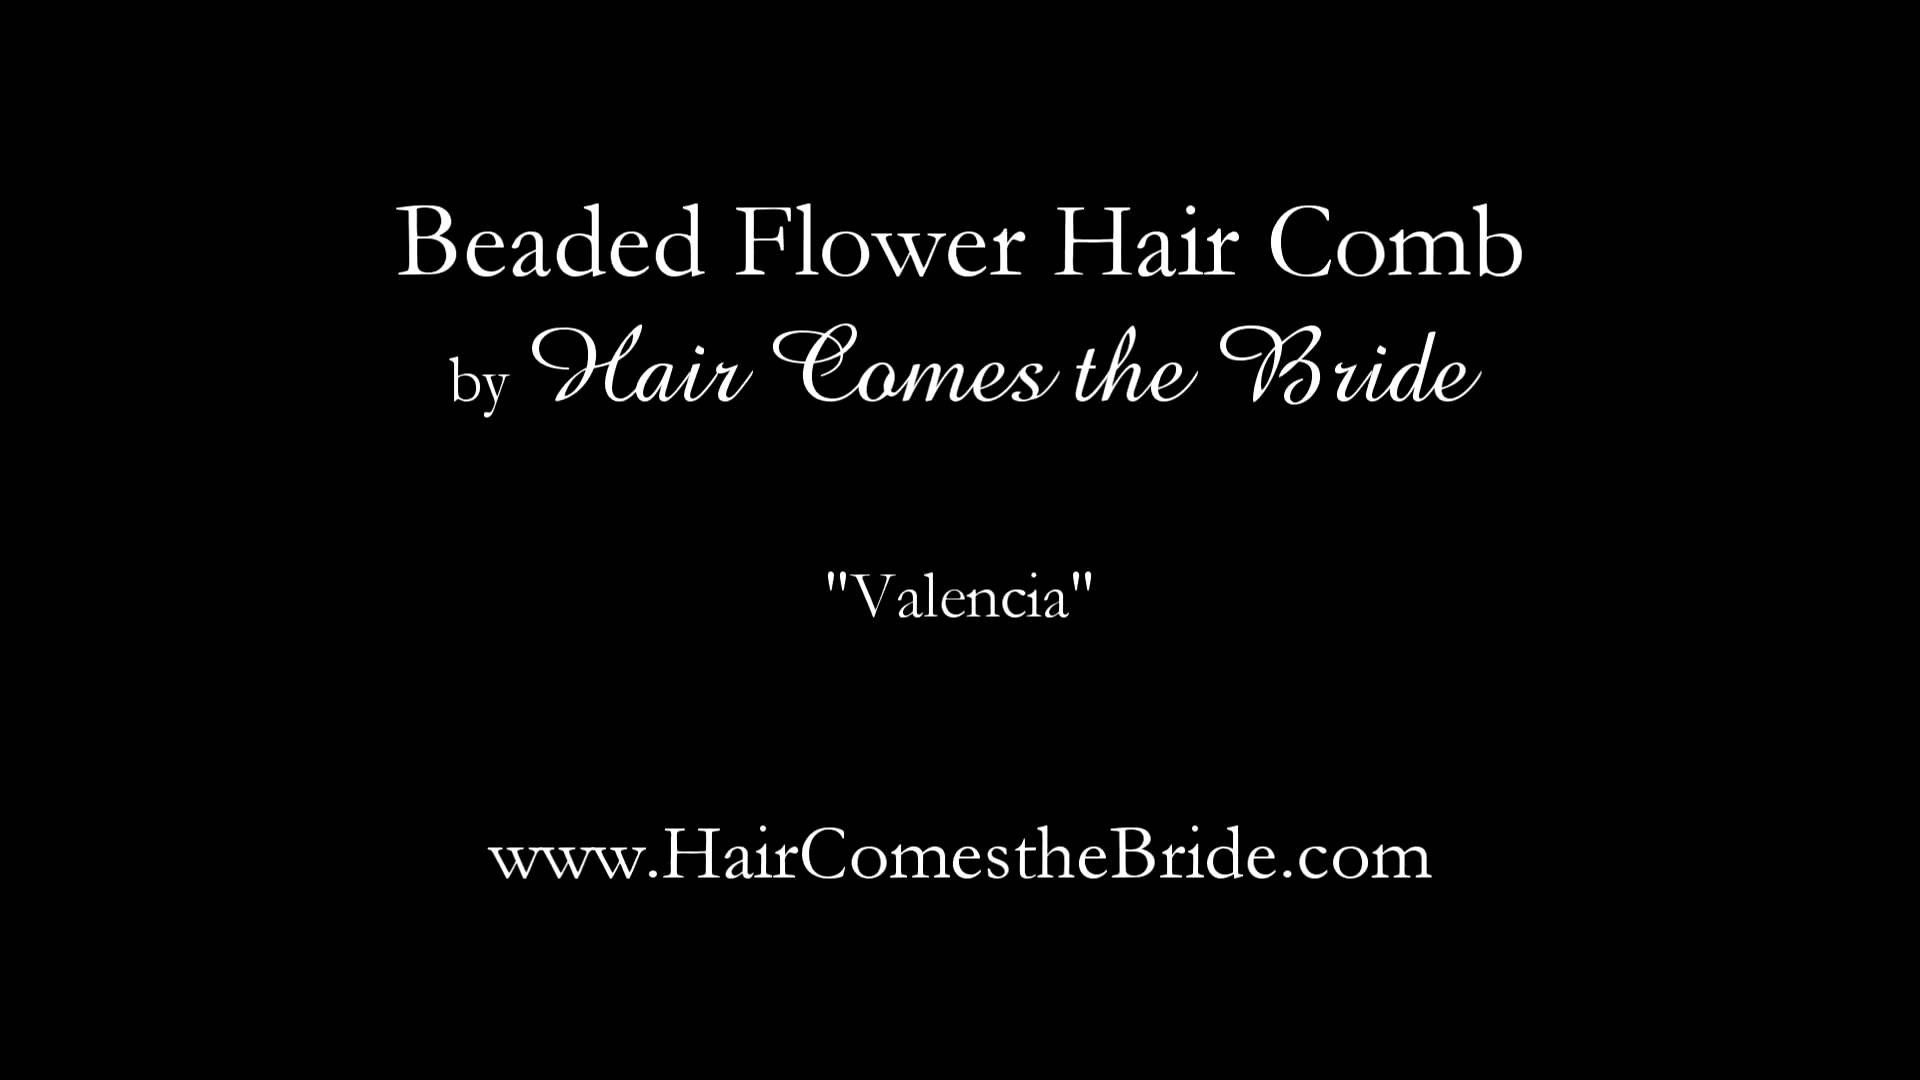 Beaded Flower Hair Comb
by Hair Comes the Bride
"Valencia"
www.HairComestheBride.com